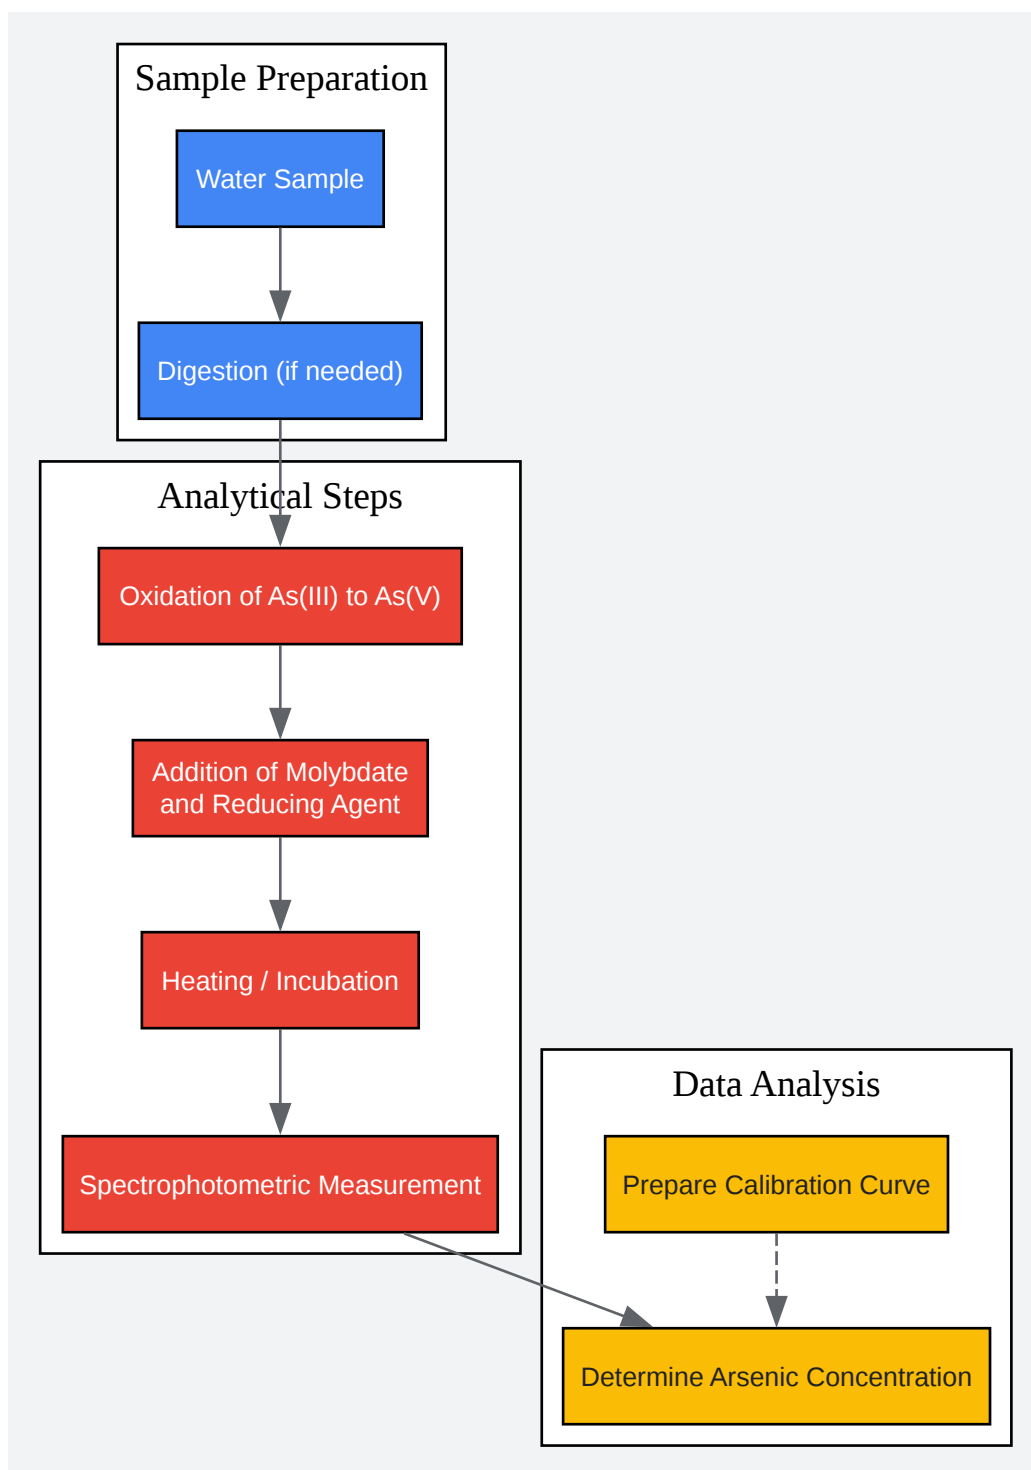 Sample Preparation
Water Sample
Digestion (if needed)
Analytical Steps
Oxidation of As(III) to As(V)
Addition of Molybdate
and Reducing Agent
Heating / Incubation
Spectrophotometric Measurement
Data Analysis
Prepare Calibration Curve
Determine Arsenic Concentration